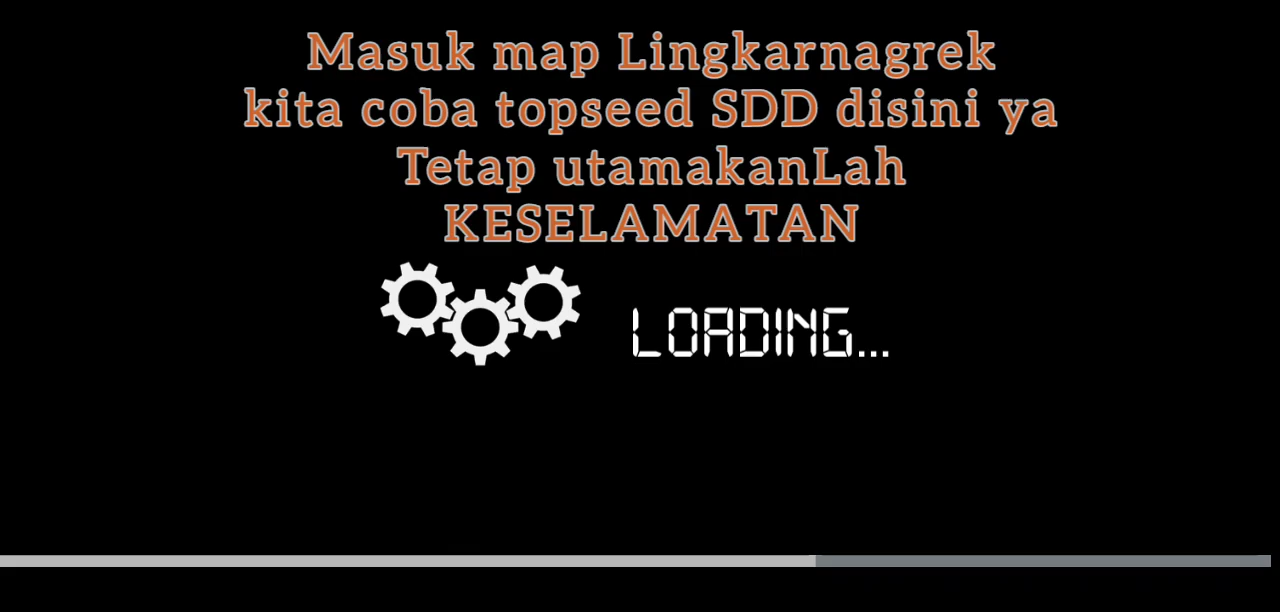 Masuk map Lingkarnagrek
kita coba topseed SDD disini ya
Tetap utamakanLah
KESELAMATAN
LOADING...